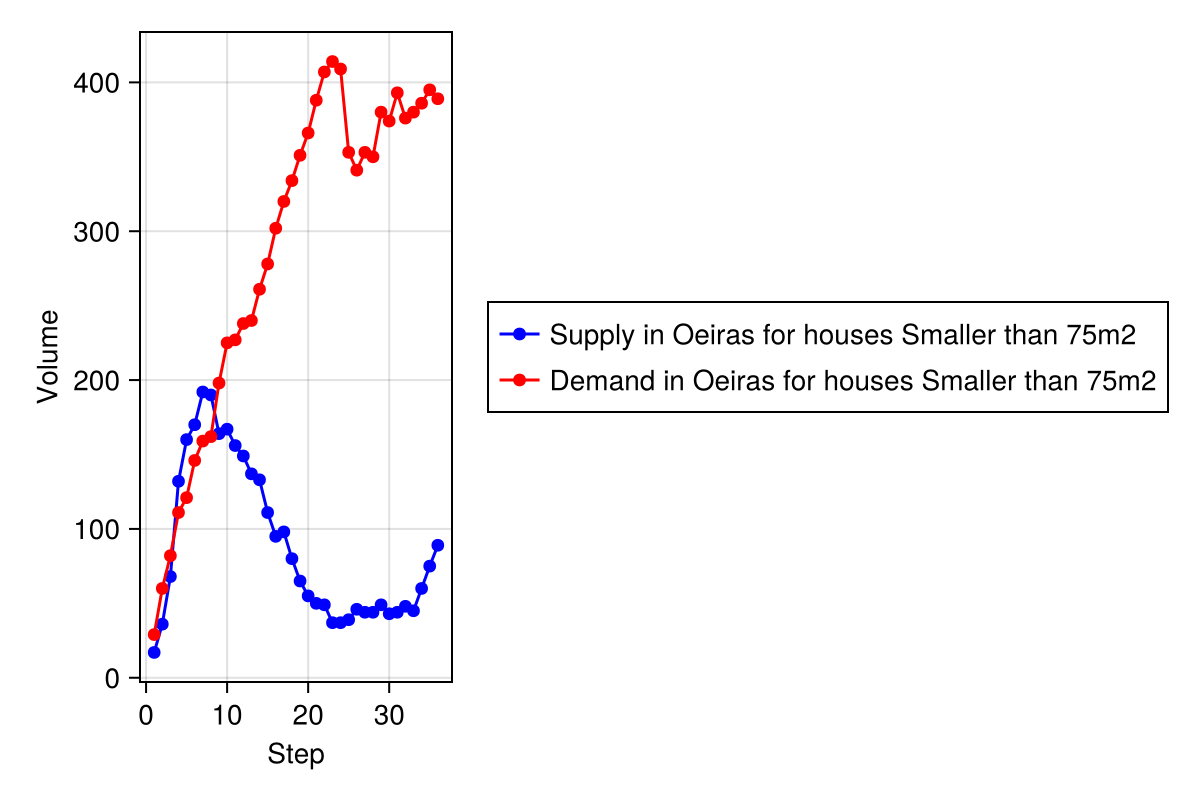 400
300
200
100
0
Volume
0 10 20 30
Step
Supply in Oeiras for houses Smaller than 75m2
Demand in Oeiras for houses Smaller than 75m2